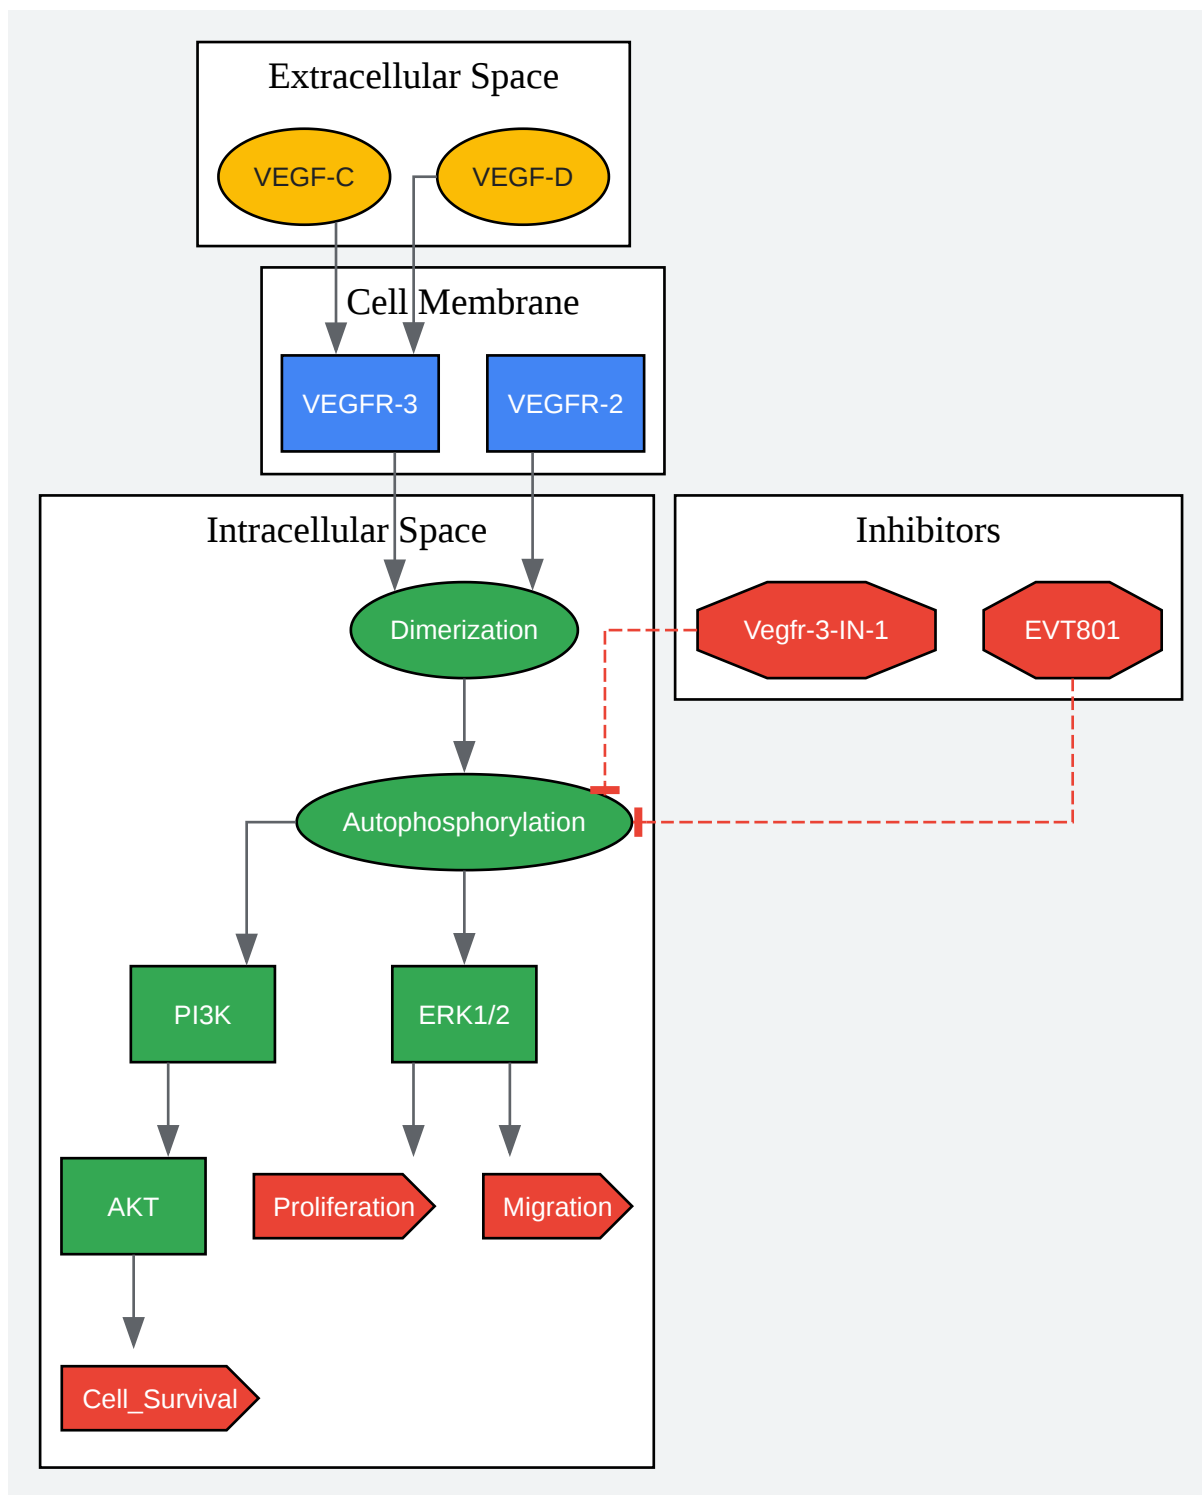 Extracellular Space
VEGF-C
VEGF-D
Cell Membrane
VEGFR-3
VEGFR-2
Intracellular Space
Inhibitors
Dimerization
Vegfr-3-IN-1
EVT801
Autophosphorylation
PI3K
ERK1/2
AKT
Proliferation
Migration
Cell_Survival